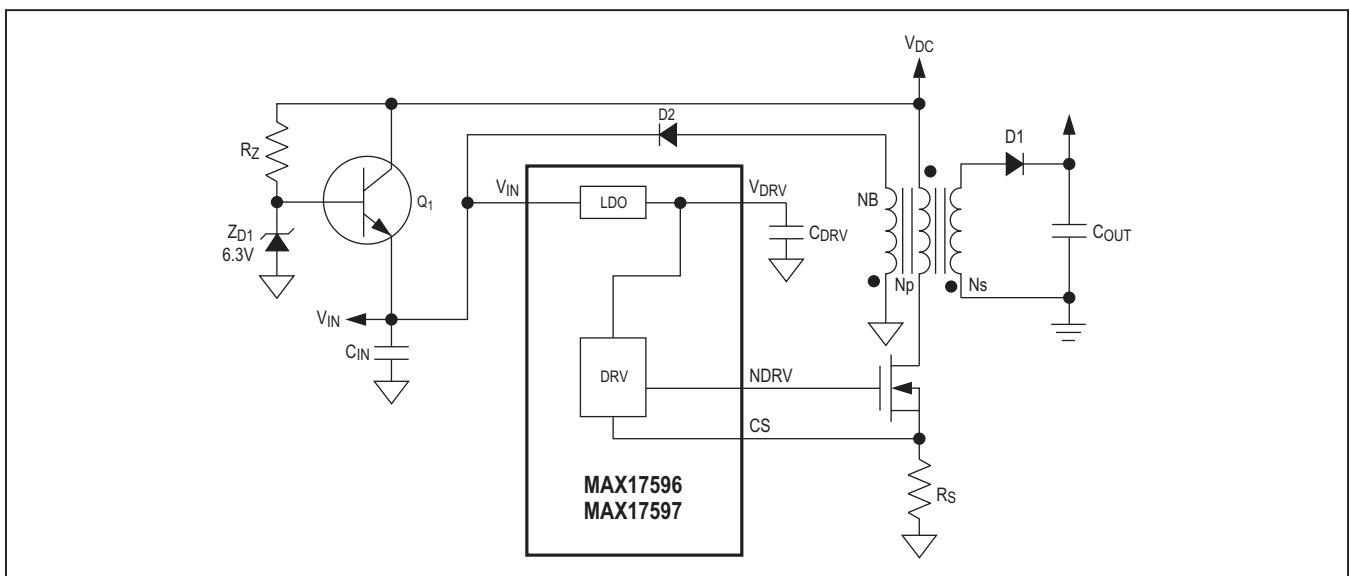 VDC
D2
D1
RZ
Q1
VIN
LDO
VDRV
NB
ZD1
6.3V
CDRV
COUT
Np
Ns
VIN
CIN
DRV
NDRV
CS
MAX17596
MAX17597
RS